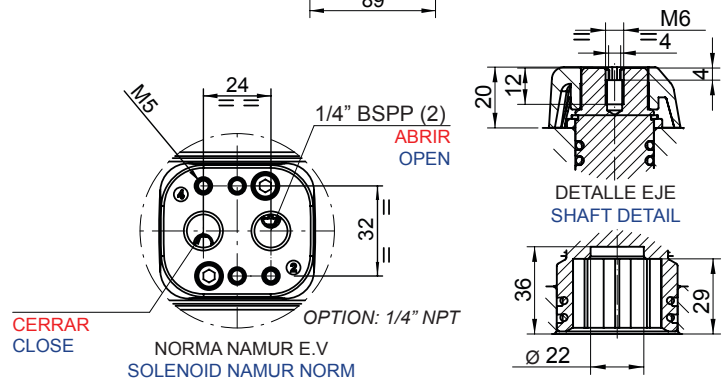 89
M6
4
4
12
20
M5
24
1/4” BSPP (2)
ABRIR
OPEN
4
32
2
DETALLE EJE
SHAFT DETAIL
36
29
Ø 22
CERRAR
CLOSE
OPTION: 1/4” NPT
NORMA NAMUR E.V
SOLENOID NAMUR NORM